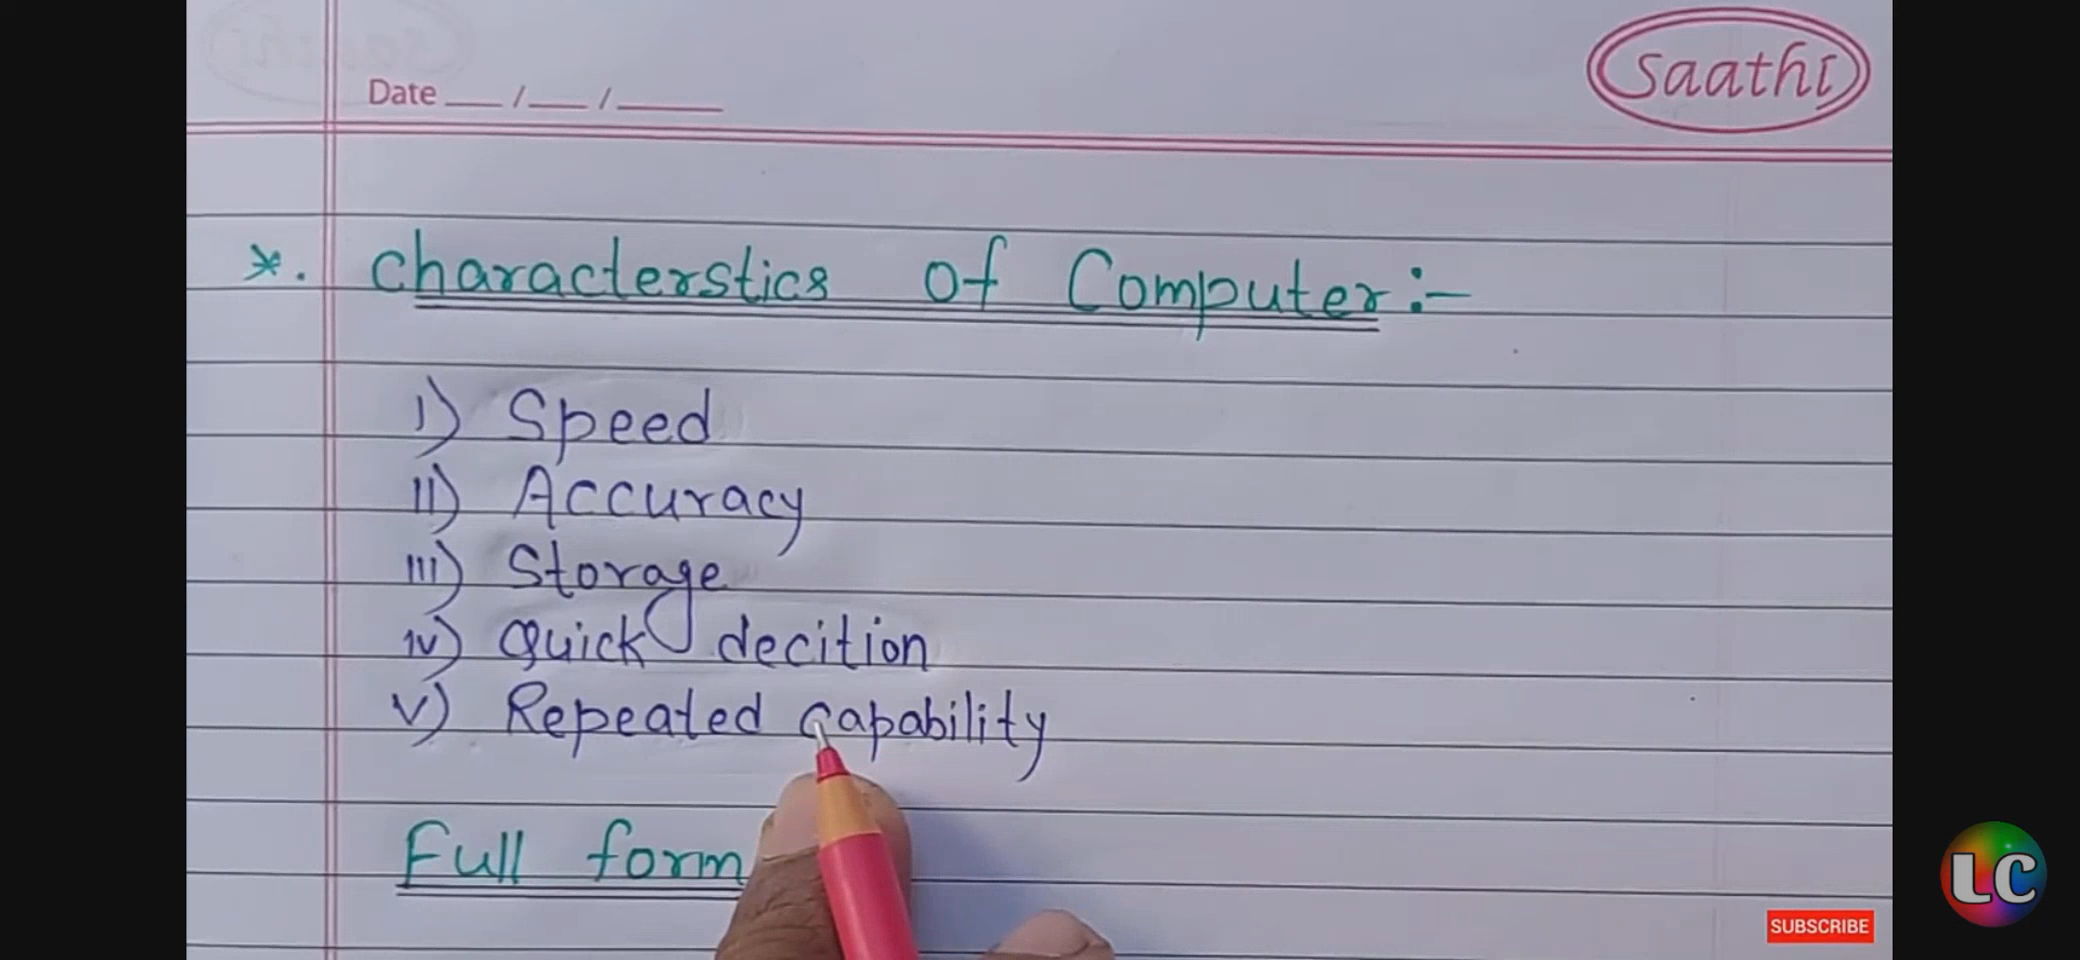 Date __/__/____
Saathi
*. Characterstics of Computer:-
I) Speed
II) Accuracy
III) Storage
IV) Quick decition
V) Repeated capability
Full form
LC
SUBSCRIBE